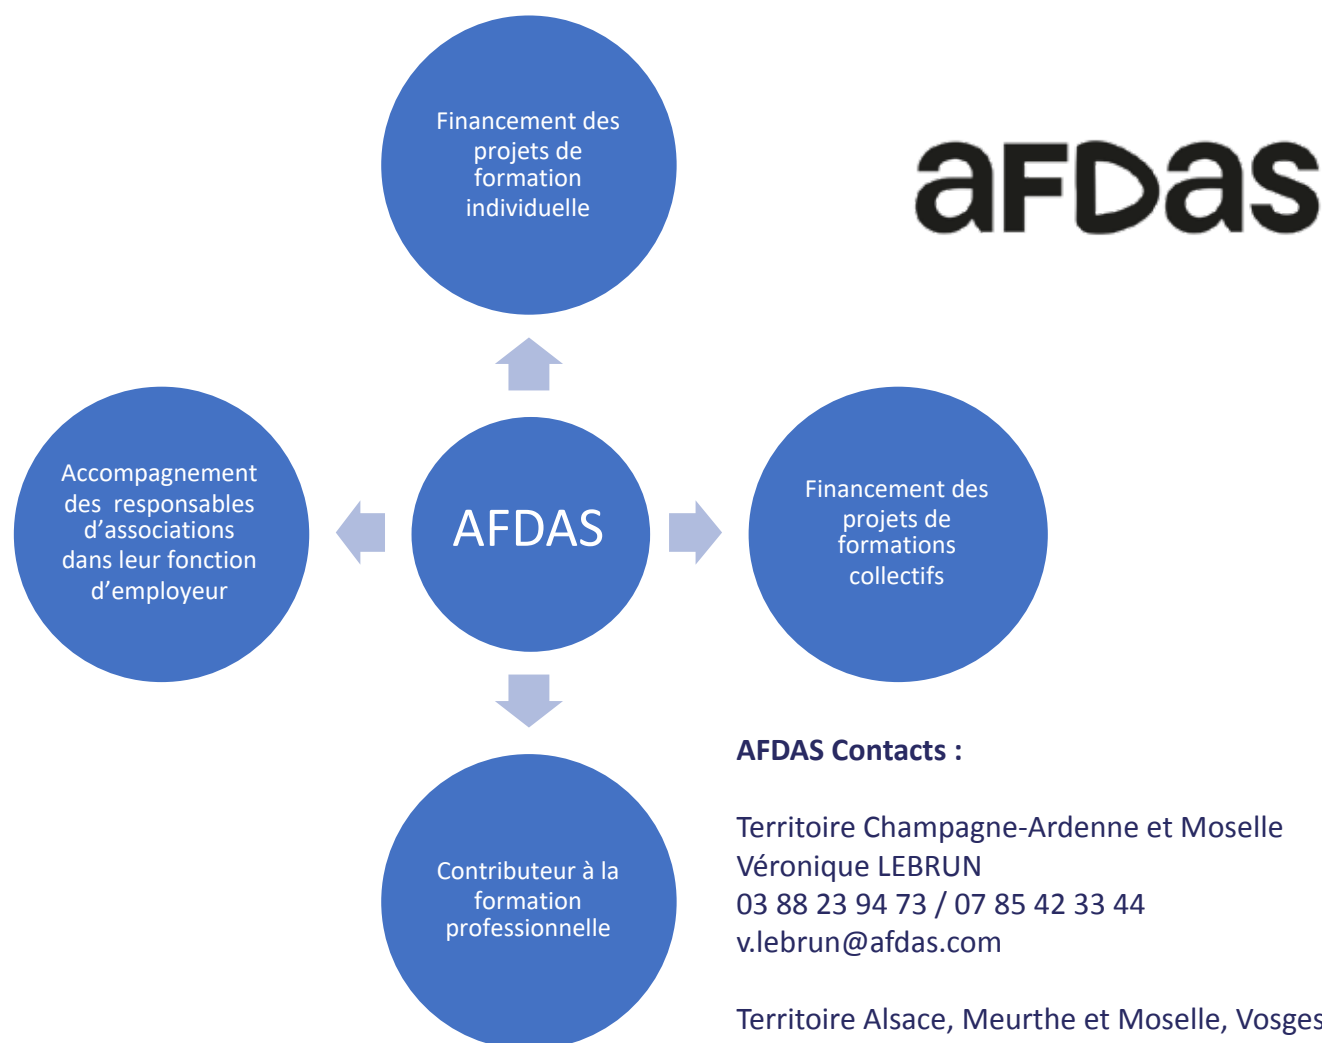 Financement des
projets de
formation
individuelle
aFDas
Accompagnement
des responsables
d’associations
dans leur fonction
d’employeur
AFDAS
Financement des
projets de
formations
collectifs
Contributeur à la
formation
professionnelle
AFDAS Contacts :
Territoire Champagne-Ardenne et Moselle
Véronique LEBRUN
03 88 23 94 73 / 07 85 42 33 44
v.lebrun@afdas.com
Territoire Alsace, Meurthe et Moselle, Vosges